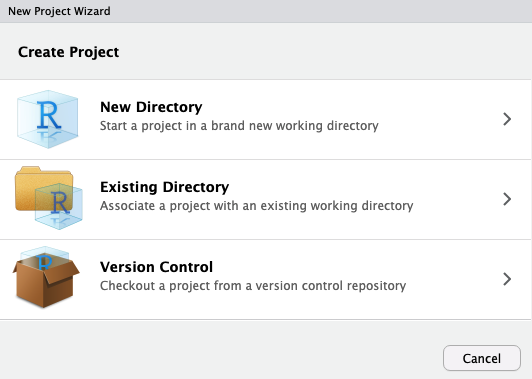 New Project Wizard
Create Project
New Directory
Start a project in a brand new working directory
Existing Directory
Associate a project with an existing working directory
Version Control
Checkout a project from a version control repository
Cancel